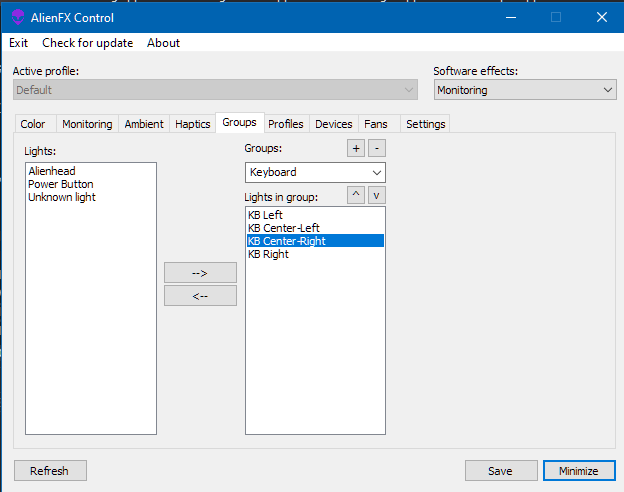 AlienFX Control
Exit Check for update About
Active profile: Software effects:
Default Monitoring
Color Monitoring Ambient Haptics Groups Profiles Devices Fans Settings
Lights: Groups: + -
Alienhead
Power Button
Unknown light
Keyboard
Lights in group: ^ v
KB Left
KB Center-Left
KB Center-Right
KB Right
-->
<--
Refresh Save Minimize